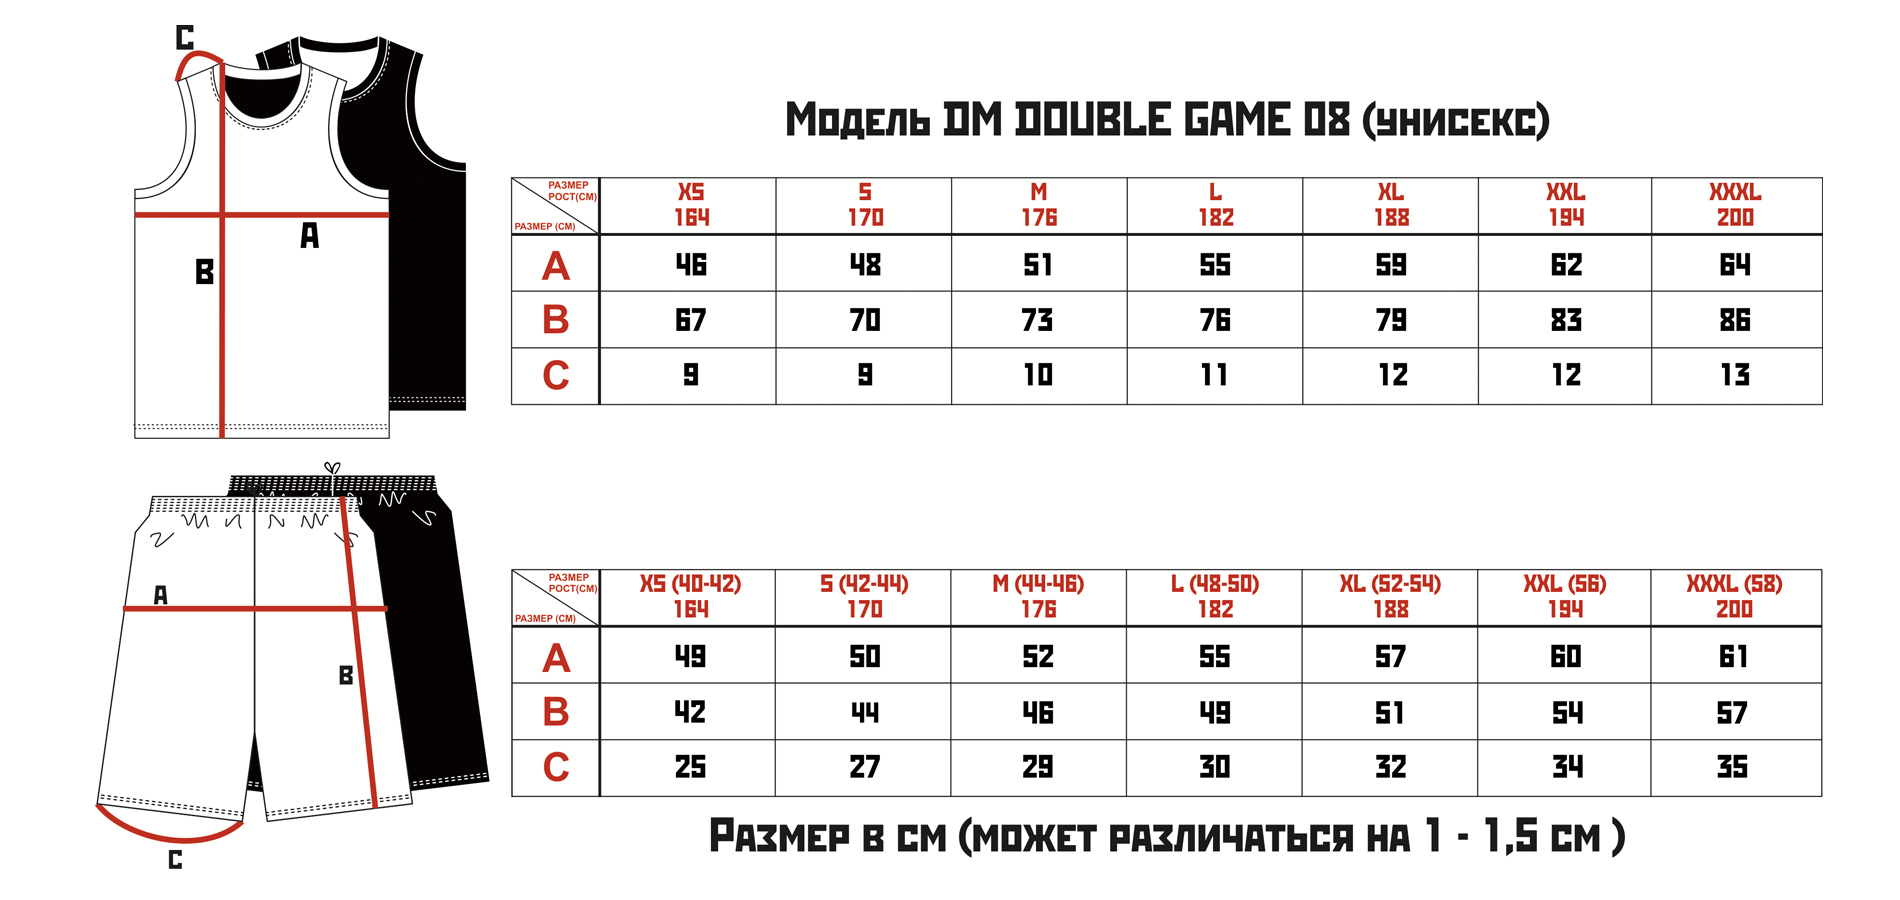 C
Модель DM DOUBLE GAME 08 (унисекс)
РАЗМЕР
РОСТ(СМ)
РАЗМЕР (СМ)
XS S M L XL XXL XXXL
164 170 176 182 188 194 200
A
B
A 46 48 51 55 59 62 64
B 67 70 73 76 79 83 86
C 9 9 10 11 12 12 13
РАЗМЕР
РОСТ(СМ)
РАЗМЕР (СМ)
XS (40-42) S (42-44) M (44-46) L (48-50) XL (52-54) XXL (56) XXXL (58)
164 170 176 182 188 194 200
A
B
A 49 50 52 55 57 60 61
B 42 44 46 49 51 54 57
C 25 27 29 30 32 34 35
C
Размер в см (может различаться на 1 - 1,5 см )